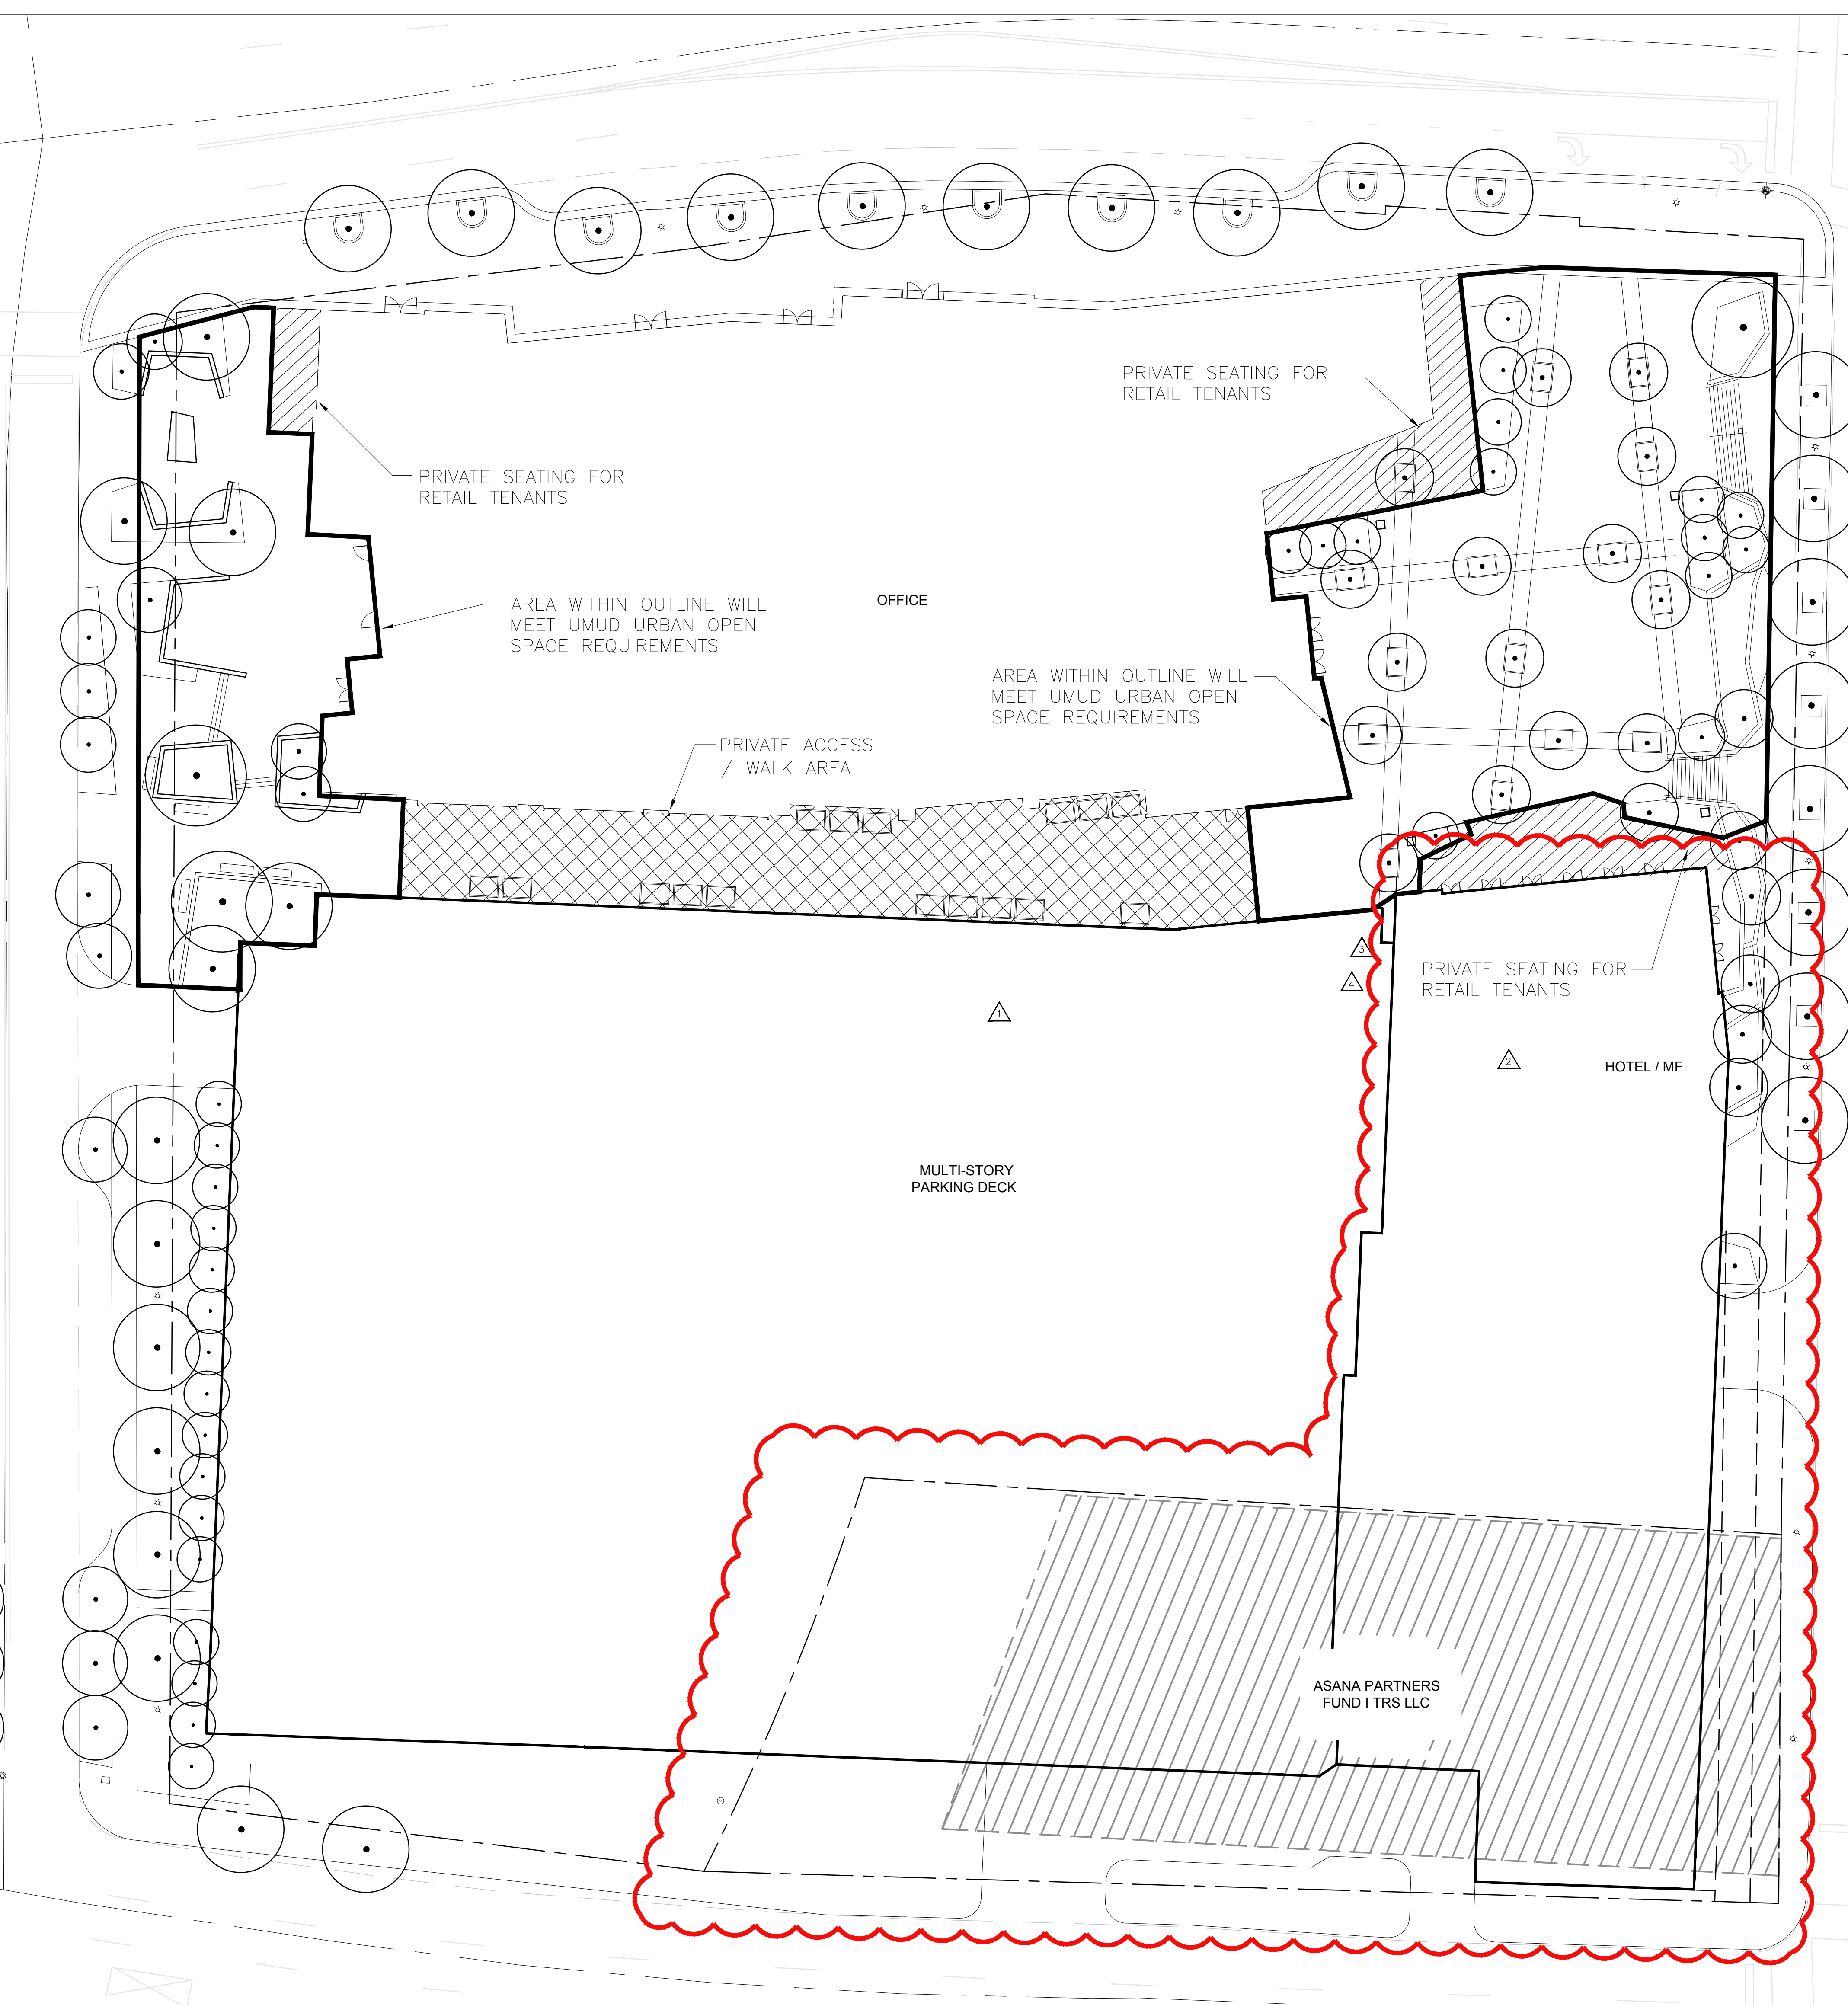 PRIVATE SEATING FOR
RETAIL TENANTS
PRIVATE SEATING FOR
RETAIL TENANTS
AREA WITHIN OUTLINE WILL
MEET UMUD URBAN OPEN
SPACE REQUIREMENTS
OFFICE
AREA WITHIN OUTLINE WILL
MEET UMUD URBAN OPEN
SPACE REQUIREMENTS
PRIVATE ACCESS
/ WALK AREA
3
4
PRIVATE SEATING FOR
RETAIL TENANTS
1
2
HOTEL / MF
MULTI-STORY
PARKING DECK
ASANA PARTNERS
FUND I TRS LLC